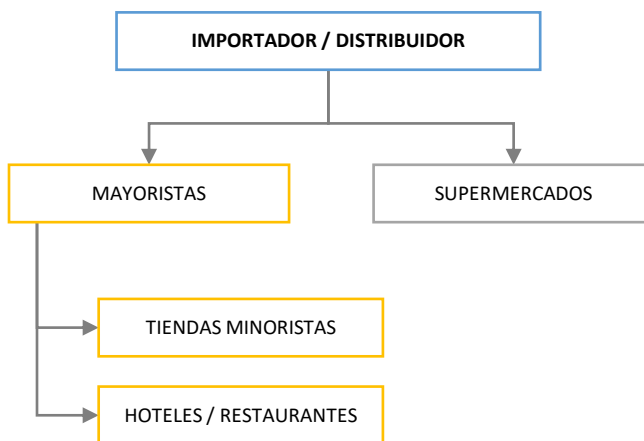 IMPORTADOR / DISTRIBUIDOR
MAYORISTAS
SUPERMERCADOS
TIENDAS MINORISTAS
HOTELES / RESTAURANTES